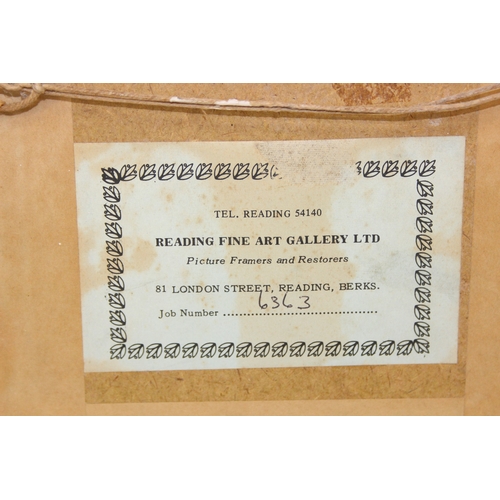 TEL. READING 54140
READING FINE ART GALLERY LTD
Picture Framers and Restorers
81 LONDON STREET, READING, BERKS.
Job Number 6363